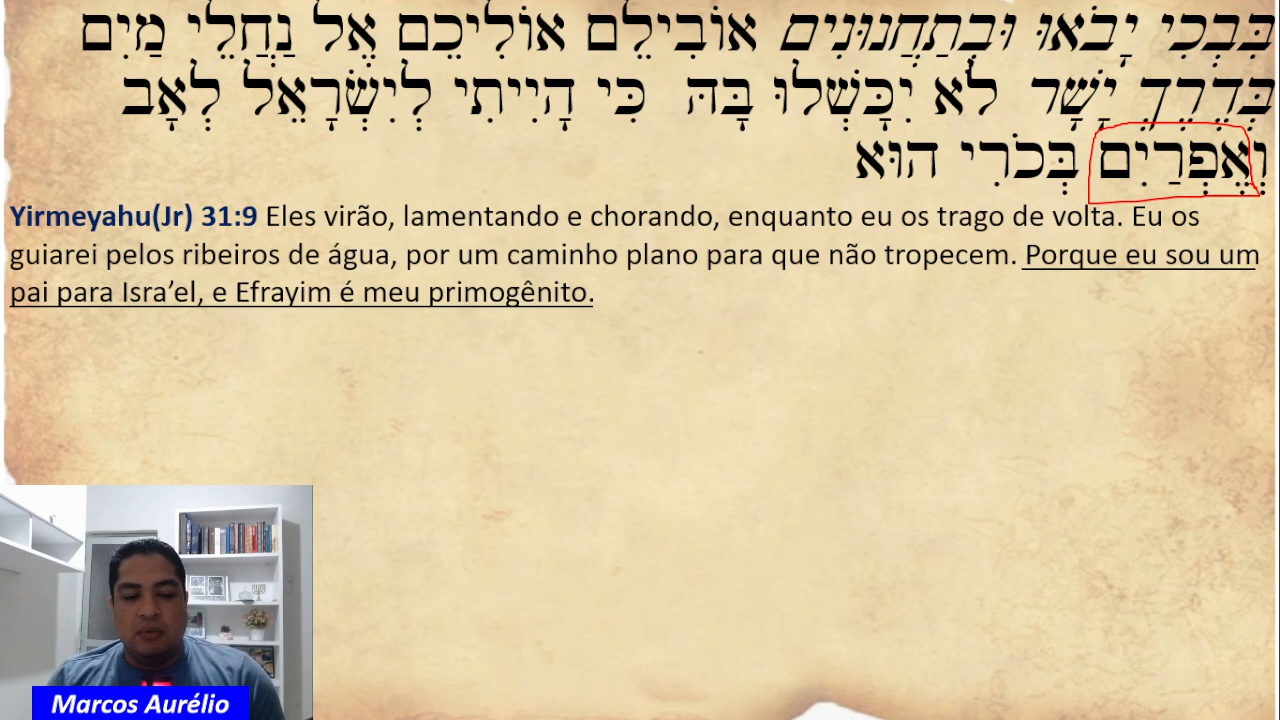 בִּבְכִי יָבֹאוּ וּבְתַחֲנוּנִים אוֹבִילֵם אוֹלִיכֵם אֶל נַחֲלֵי מַיִם
בְּדֶרֶךְ יָשָׁר לֹא יִכָּשְׁלוּ בָּהּ כִּי הָיִיתִי לְיִשְׂרָאֵל לְאָב
וְאֶפְרַיִם בְּכֹרִי הוּא
Yirmeyahu(Jr) 31:9 Eles virão, lamentando e chorando, enquanto eu os trago de volta. Eu os
guiarei pelos ribeiros de água, por um caminho plano para que não tropecem. Porque eu sou um
pai para Isra’el, e Efrayim é meu primogênito.
Marcos Aurélio